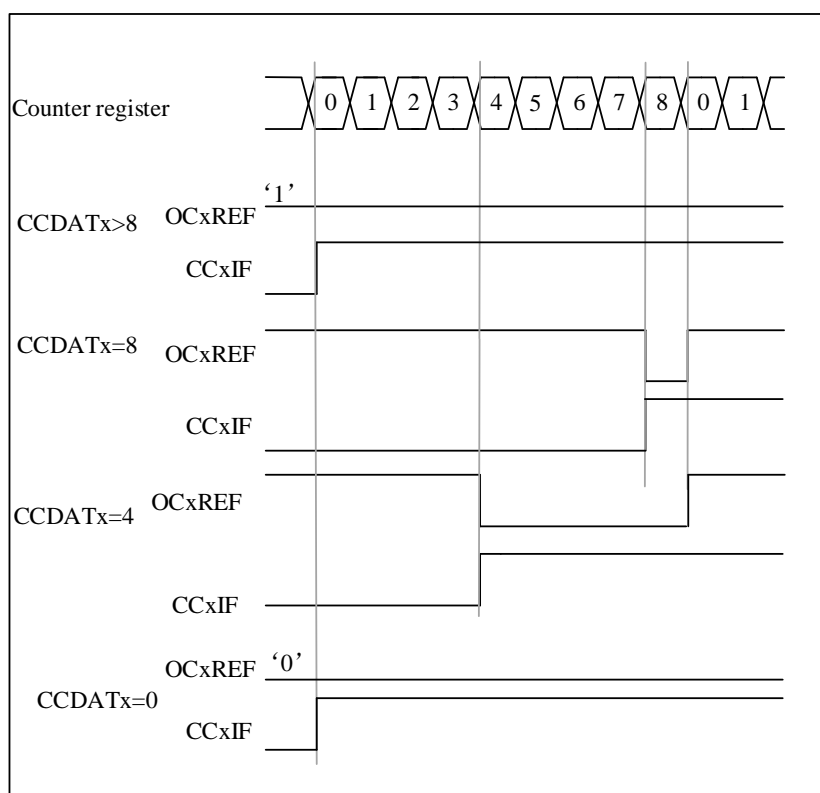 Counter register 0 1 2 3 4 5 6 7 8 0 1
‘1’
CCDATx>8 OCxREF
CCxIF
CCDATx=8 OCxREF
CCxIF
OCxREF
CCDATx=4
CCxIF
OCxREF ‘0’
CCDATx=0
CCxIF